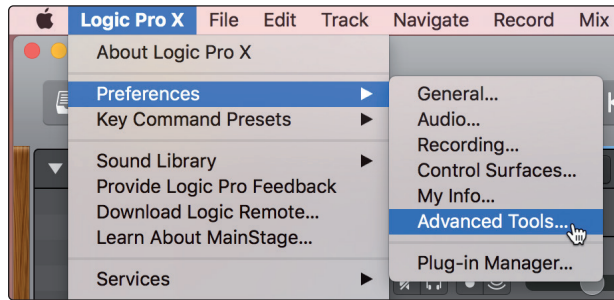 Logic Pro X File Edit Track Navigate Record Mix
About Logic Pro X
Preferences
Key Command Presets
Sound Library
Provide Logic Pro Feedback
Download Logic Remote...
Learn About MainStage...
Services
General...
Audio...
Recording...
Control Surfaces...
My Info...
Advanced Tools...
Plug-in Manager...